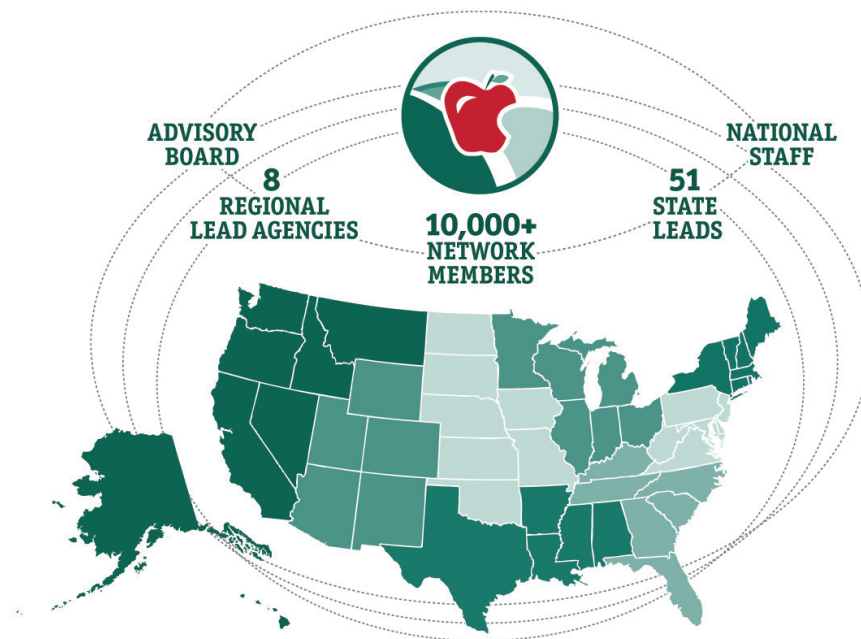 ADVISORY
BOARD
NATIONAL
STAFF
8
REGIONAL
LEAD AGENCIES
51
STATE
LEADS
10,000+
NETWORK
MEMBERS